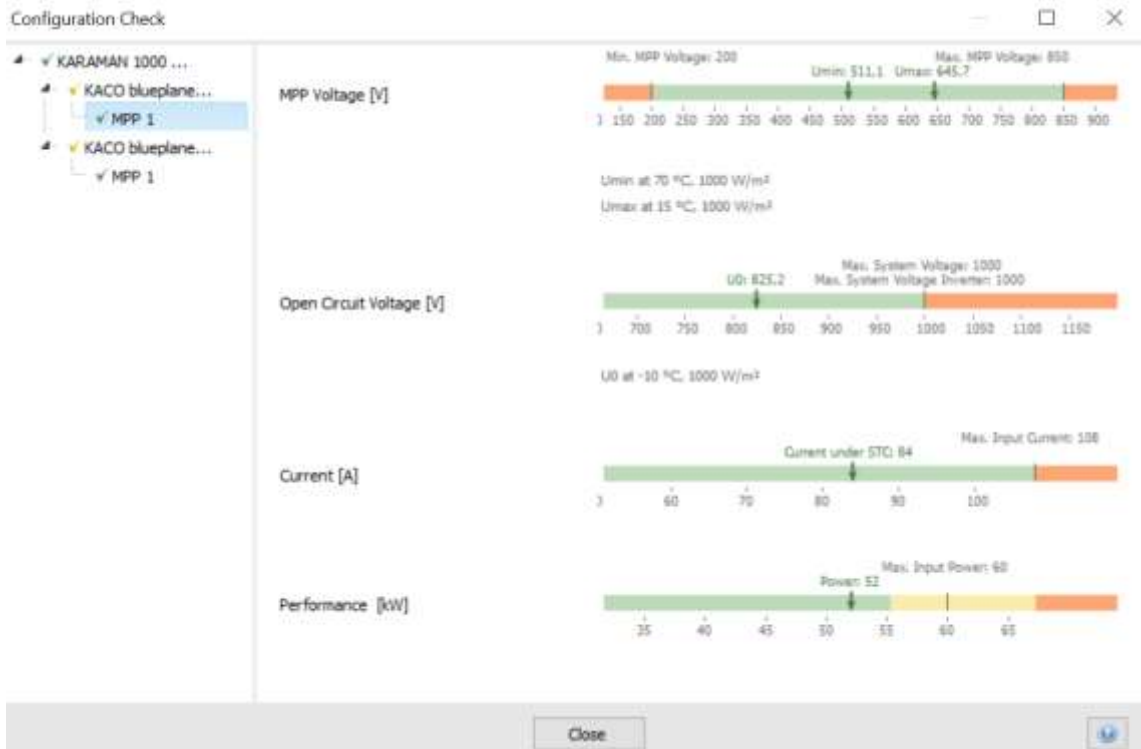 Configuration Check
KARAMAN 1000 ...
KACO blueplane...
MPP 1
KACO blueplane...
MPP 1
MPP Voltage [V]
Min. MPP Voltage: 200
Max. MPP Voltage: 850
Umin: 511.1 Umax: 645.7
150 200 250 300 350 400 450 500 550 600 650 700 750 800 850 900
Umin at 70 ºC, 1000 W/m²
Umax at 15 ºC, 1000 W/m²
Open Circuit Voltage [V]
Max. System Voltage: 1000
U0: 825.2 Max. System Voltage Inverter: 1000
700 750 800 850 900 950 1000 1050 1100 1150
U0 at -10 ºC, 1000 W/m²
Current [A]
Max. Input Current: 108
Current under STC: 84
60 70 80 90 100
Performance [kW]
Max. Input Power: 60
Power: 52
35 40 45 50 55 60 65
Close